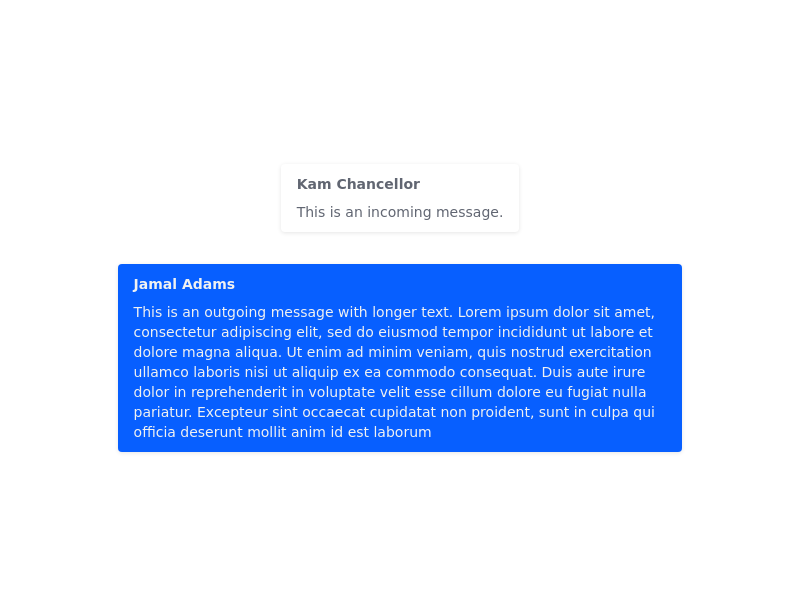 Kam Chancellor
This is an incoming message.
Jamal Adams
This is an outgoing message with longer text. Lorem ipsum dolor sit amet,
consectetur adipiscing elit, sed do eiusmod tempor incididunt ut labore et
dolore magna aliqua. Ut enim ad minim veniam, quis nostrud exercitation
ullamco laboris nisi ut aliquip ex ea commodo consequat. Duis aute irure
dolor in reprehenderit in voluptate velit esse cillum dolore eu fugiat nulla
pariatur. Excepteur sint occaecat cupidatat non proident, sunt in culpa qui
officia deserunt mollit anim id est laborum